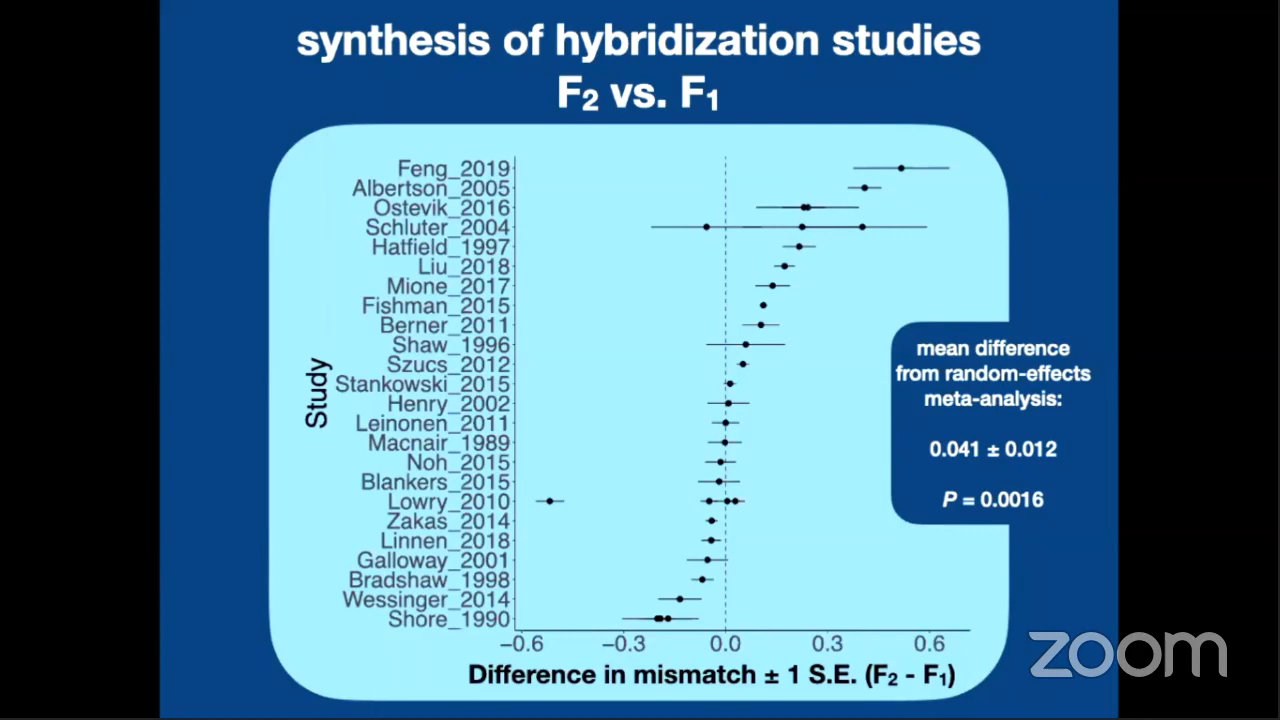 synthesis of hybridization studies
F₂ vs. F₁
Feng_2019
Albertson_2005
Ostevik_2016
Schluter_2004
Hatfield_1997
Liu_2018
Mione_2017
Fishman_2015
Berner_2011
Shaw_1996
Szucs_2012
Stankowski_2015
Henry_2002
Leinonen_2011
Macnair_1989
Noh_2015
Blankers_2015
Lowry_2010
Zakas_2014
Linnen_2018
Galloway_2001
Bradshaw_1998
Wessinger_2014
Shore_1990
Study
−0.6 −0.3 0.0 0.3 0.6
Difference in mismatch ± 1 S.E. (F₂ - F₁)
mean difference
from random-effects
meta-analysis:
0.041 ± 0.012
P = 0.0016
zoom